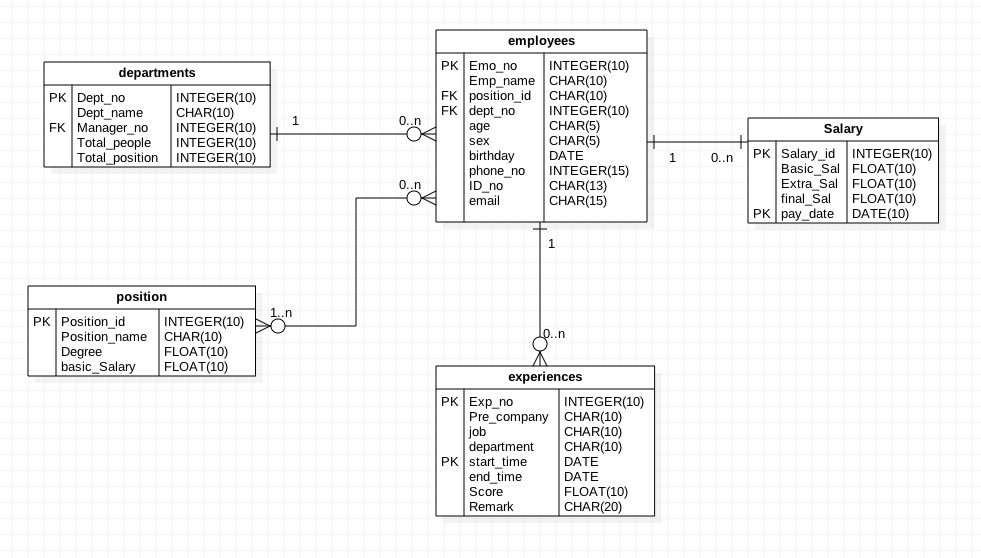 departments
PK Dept_no INTEGER(10)
Dept_name CHAR(10)
FK Manager_no INTEGER(10)
Total_people INTEGER(10)
Total_position INTEGER(10)
1
0..n
employees
PK Emo_no INTEGER(10)
Emp_name CHAR(10)
FK position_id CHAR(10)
FK dept_no INTEGER(10)
age CHAR(5)
sex CHAR(5)
birthday DATE
phone_no INTEGER(15)
ID_no CHAR(13)
email CHAR(15)
1
0..n
Salary
PK Salary_id INTEGER(10)
Basic_Sal FLOAT(10)
Extra_Sal FLOAT(10)
final_Sal FLOAT(10)
PK pay_date DATE(10)
0..n
1..n
position
PK Position_id INTEGER(10)
Position_name CHAR(10)
Degree FLOAT(10)
basic_Salary FLOAT(10)
1
0..n
experiences
PK Exp_no INTEGER(10)
Pre_company CHAR(10)
job CHAR(10)
department CHAR(10)
PK start_time DATE
end_time DATE
Score FLOAT(10)
Remark CHAR(20)